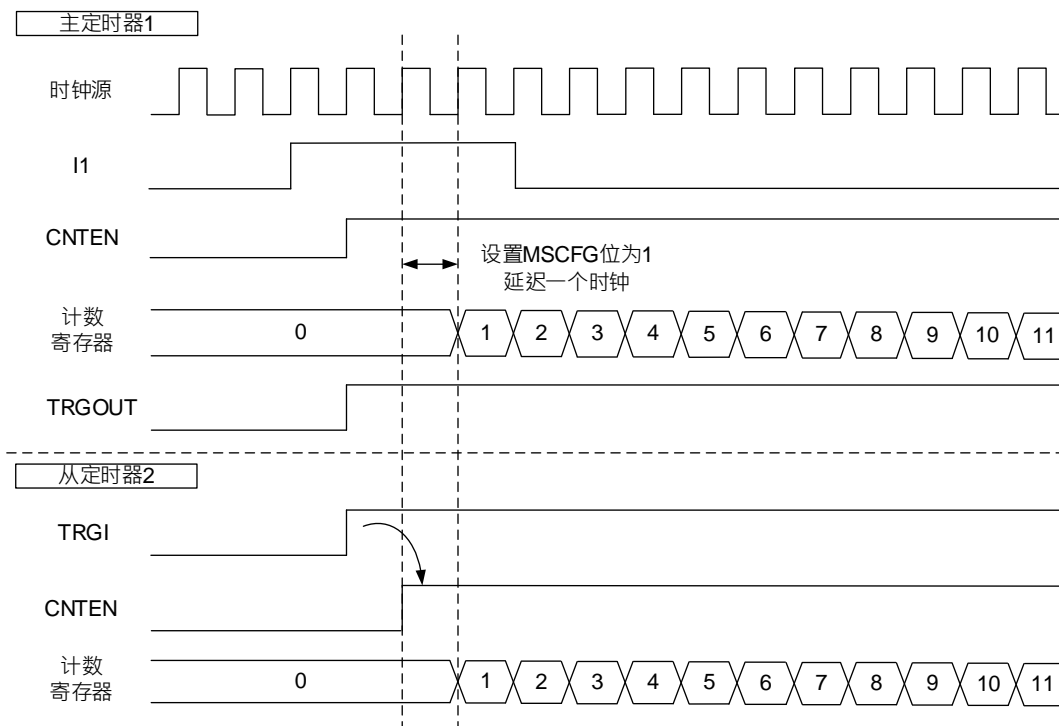 主定时器1
时钟源
I1
CNTEN
设置MSCFG位为1
延迟一个时钟
计数
寄存器
0 1 2 3 4 5 6 7 8 9 10 11
TRGOUT
从定时器2
TRGI
CNTEN
计数
寄存器
0 1 2 3 4 5 6 7 8 9 10 11